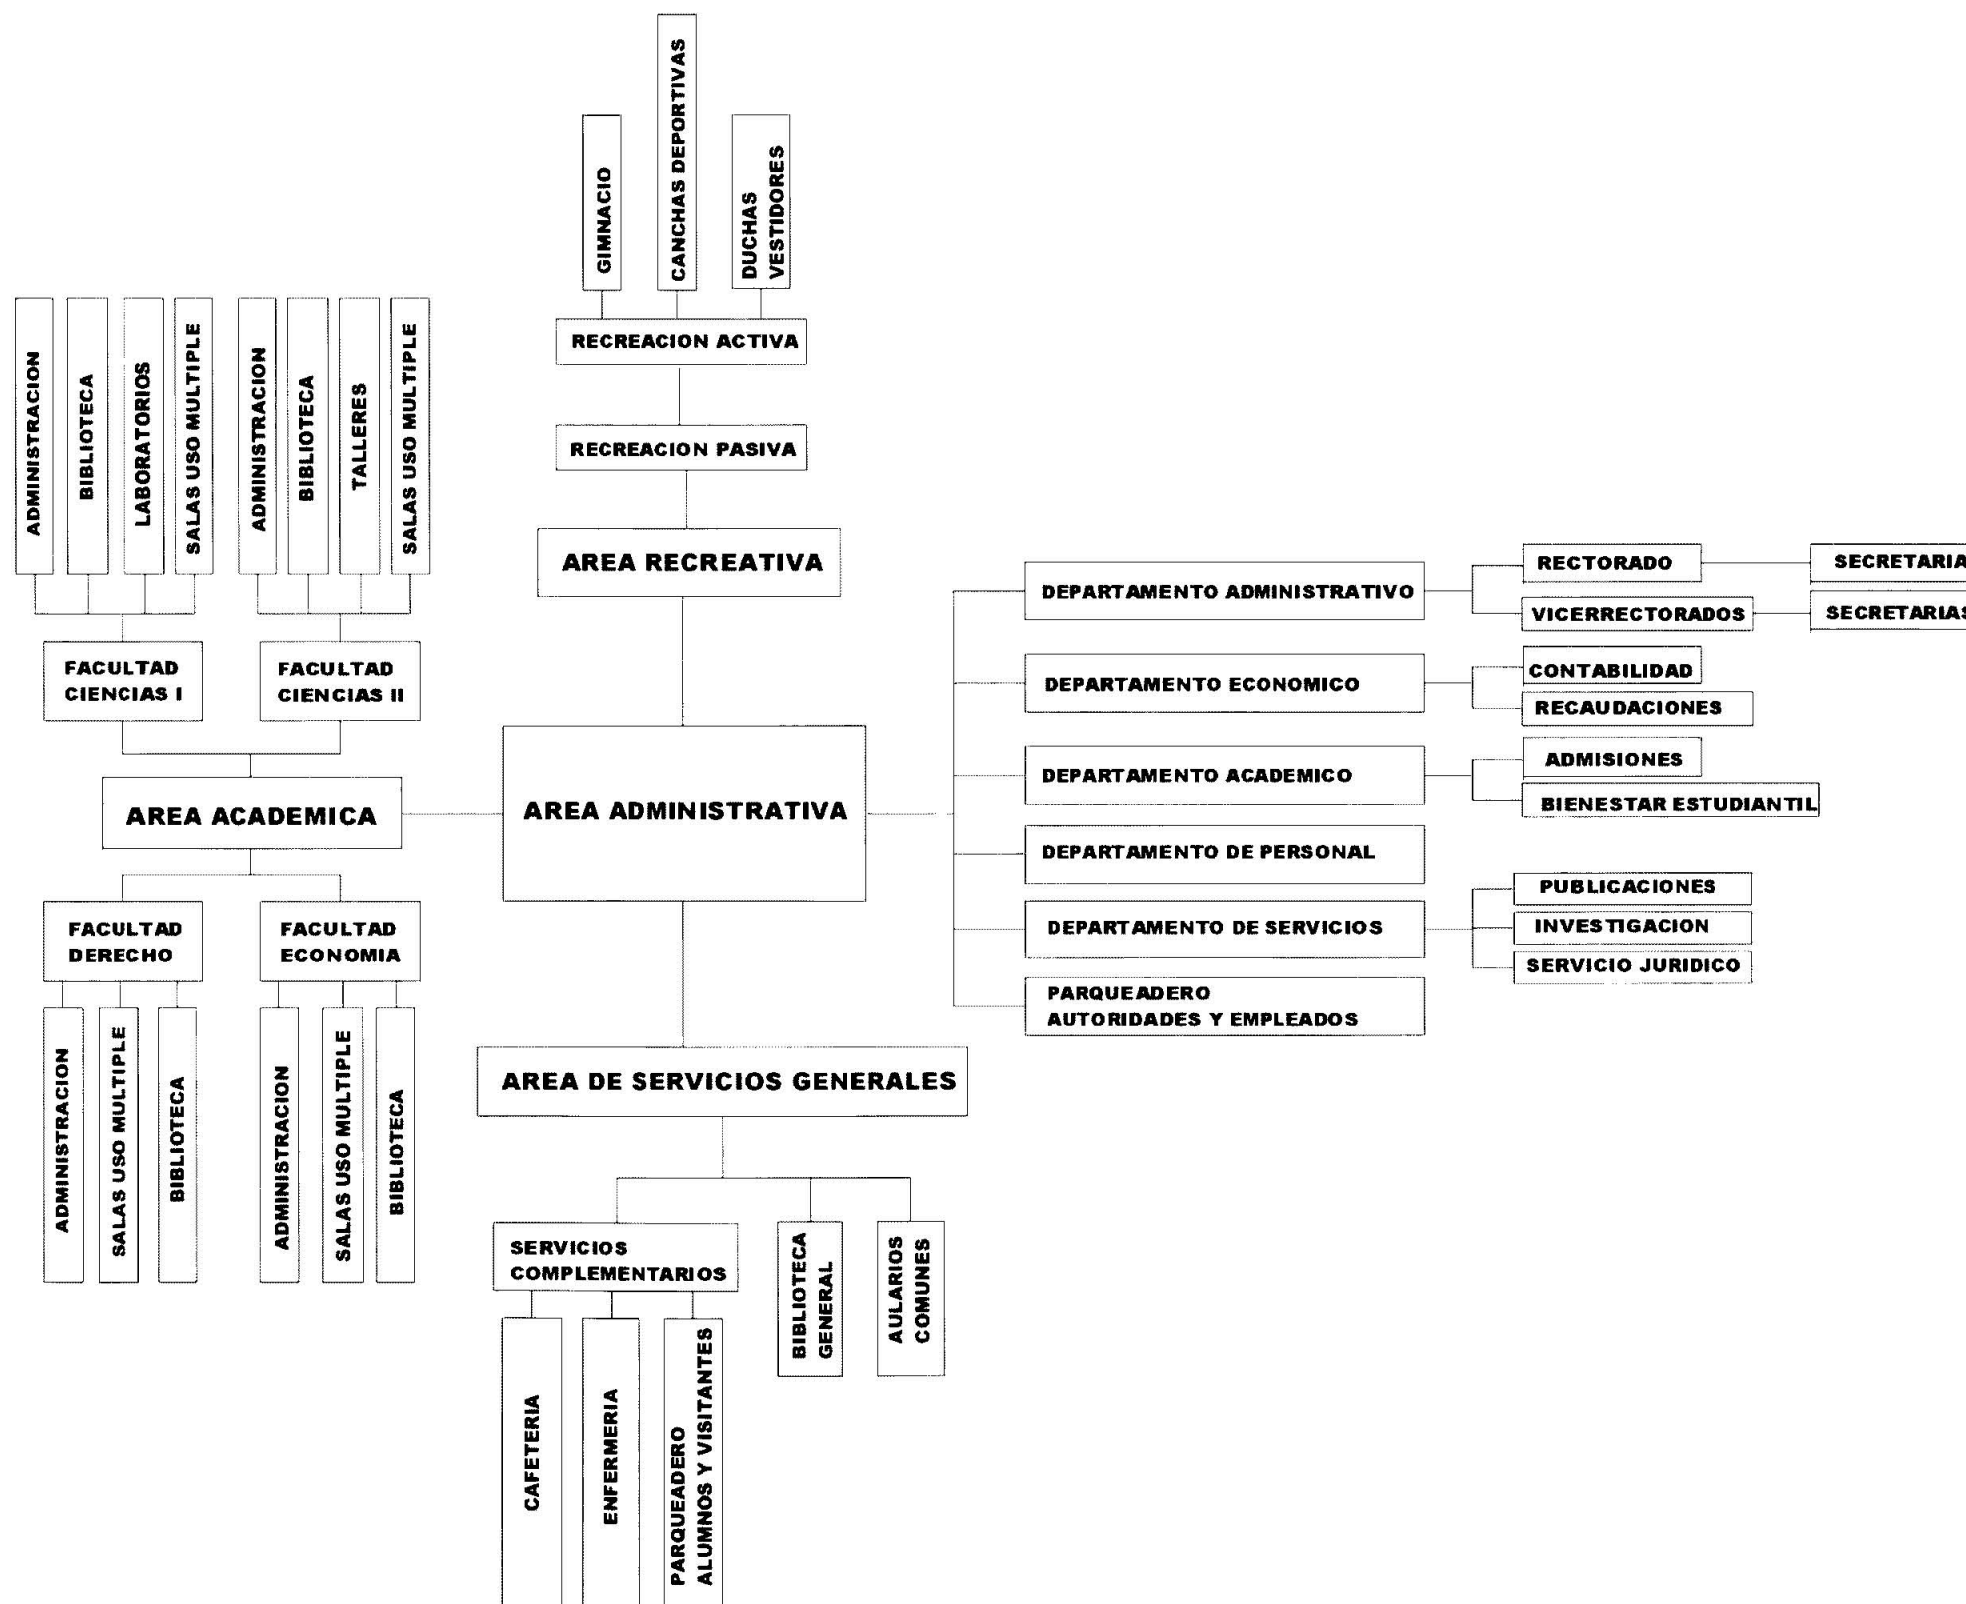 GIMNACIO
CANCHAS DEPORTIVAS
DUCHAS
VESTIDORES
RECREACION ACTIVA
RECREACION PASIVA
AREA RECREATIVA
ADMINISTRACION
BIBLIOTECA
LABORATORIOS
SALAS USO MULTIPLE
ADMINISTRACION
BIBLIOTECA
TALLERES
SALAS USO MULTIPLE
FACULTAD
CIENCIAS I
FACULTAD
CIENCIAS II
AREA ACADEMICA
FACULTAD
DERECHO
FACULTAD
ECONOMIA
ADMINISTRACION
SALAS USO MULTIPLE
BIBLIOTECA
ADMINISTRACION
SALAS USO MULTIPLE
BIBLIOTECA
AREA ADMINISTRATIVA
DEPARTAMENTO ADMINISTRATIVO
RECTORADO
SECRETARIA
VICERRECTORADOS
SECRETARIAS
DEPARTAMENTO ECONOMICO
CONTABILIDAD
RECAUDACIONES
DEPARTAMENTO ACADEMICO
ADMISIONES
BIENESTAR ESTUDIANTIL
DEPARTAMENTO DE PERSONAL
DEPARTAMENTO DE SERVICIOS
PUBLICACIONES
INVESTIGACION
SERVICIO JURIDICO
PARQUEADERO
AUTORIDADES Y EMPLEADOS
AREA DE SERVICIOS GENERALES
SERVICIOS
COMPLEMENTARIOS
BIBLIOTECA
GENERAL
AULARIOS
COMUNES
CAFETERIA
ENFERMERIA
PARQUEADERO
ALUMNOS Y VISITANTES